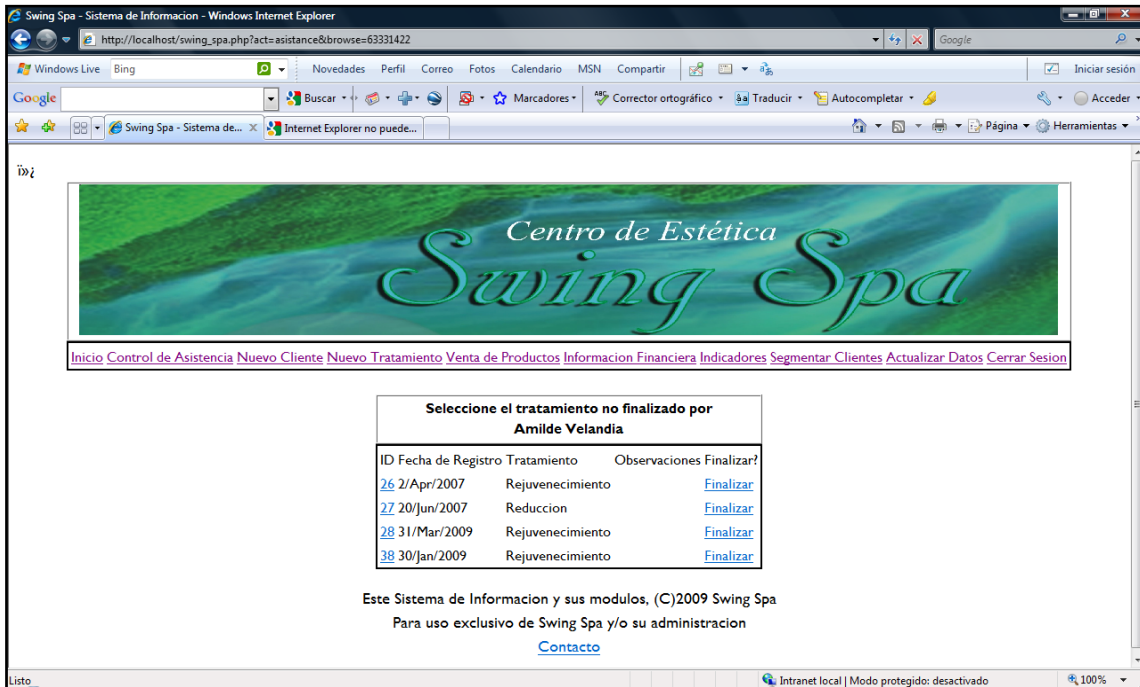 Swing Spa - Sistema de Informacion - Windows Internet Explorer
http://localhost/swing_spa.php?act=asistance&browse=63331422
Google
Windows Live Bing Novedades Perfil Correo Fotos Calendario MSN Compartir Iniciar sesión
Google Buscar Marcadores Corrector ortográfico Traducir Autocompletar Acceder
Swing Spa - Sistema de... Internet Explorer no puede... Página Herramientas
ï»¿
Centro de Estética
Swing Spa
Inicio Control de Asistencia Nuevo Cliente Nuevo Tratamiento Venta de Productos Informacion Financiera Indicadores Segmentar Clientes Actualizar Datos Cerrar Sesion
Seleccione el tratamiento no finalizado por
Amilde Velandia
ID Fecha de Registro Tratamiento Observaciones Finalizar?
26 2/Apr/2007 Rejuvenecimiento Finalizar
27 20/Jun/2007 Reduccion Finalizar
28 31/Mar/2009 Rejuvenecimiento Finalizar
38 30/Jan/2009 Rejuvenecimiento Finalizar
Este Sistema de Informacion y sus modulos, (C)2009 Swing Spa
Para uso exclusivo de Swing Spa y/o su administracion
Contacto
Listo Intranet local | Modo protegido: desactivado 100%